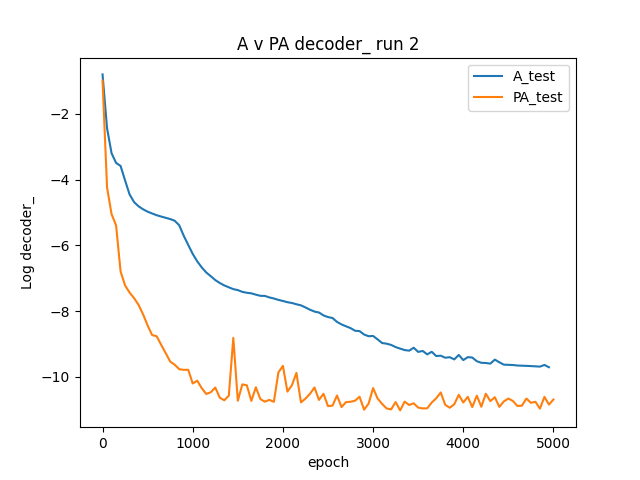 A v PA decoder_ run 2
A_test
PA_test
Log decoder_
−2
−4
−6
−8
−10
0
1000
2000
3000
4000
5000
epoch